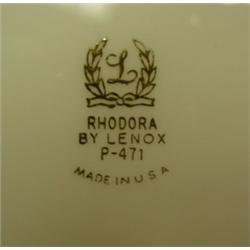 L
RHODORA
BY LENOX
P-471
MADE IN U S A